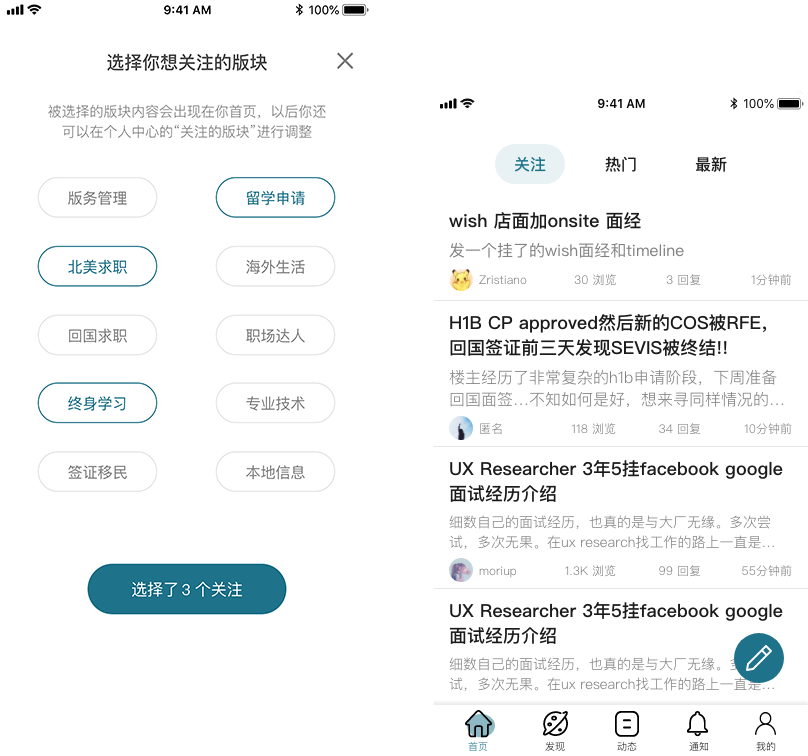 9:41 AM
100%
选择你想关注的版块
被选择的版块内容会出现在你首页，以后你还
可以在个人中心的“关注的版块”进行调整
版务管理
留学申请
北美求职
海外生活
回国求职
职场达人
终身学习
专业技术
签证移民
本地信息
选择了 3 个关注
9:41 AM
100%
关注
热门
最新
wish 店面加onsite 面经
发一个挂了的wish面经和timeline
Zristiano 30 浏览 3 回复 1分钟前
H1B CP approved然后新的COS被RFE，
回国签证前三天发现SEVIS被终结!!
楼主经历了非常复杂的h1b申请阶段，下周准备
回国面签...不知如何是好，想来寻同样情况的...
匿名 118 浏览 34 回复 10分钟前
UX Researcher 3年5挂facebook google
面试经历介绍
细数自己的面试经历，也真的是与大厂无缘。多次尝
试，多次无果。在ux research找工作的路上一直是...
moriup 1.3K 浏览 99 回复 55分钟前
UX Researcher 3年5挂facebook google
面试经历介绍
细数自己的面试经历，也真的是与大厂无缘。
试，多次无果。在ux research找工作的路上一直是...
首页
发现
动态
通知
我的